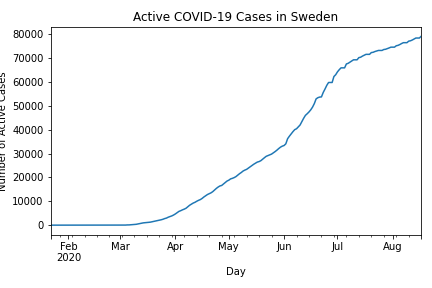 Active COVID-19 Cases in Sweden
Number of Active Cases
80000
70000
60000
50000
40000
30000
20000
10000
0
Feb Mar Apr May Jun Jul Aug
2020
Day